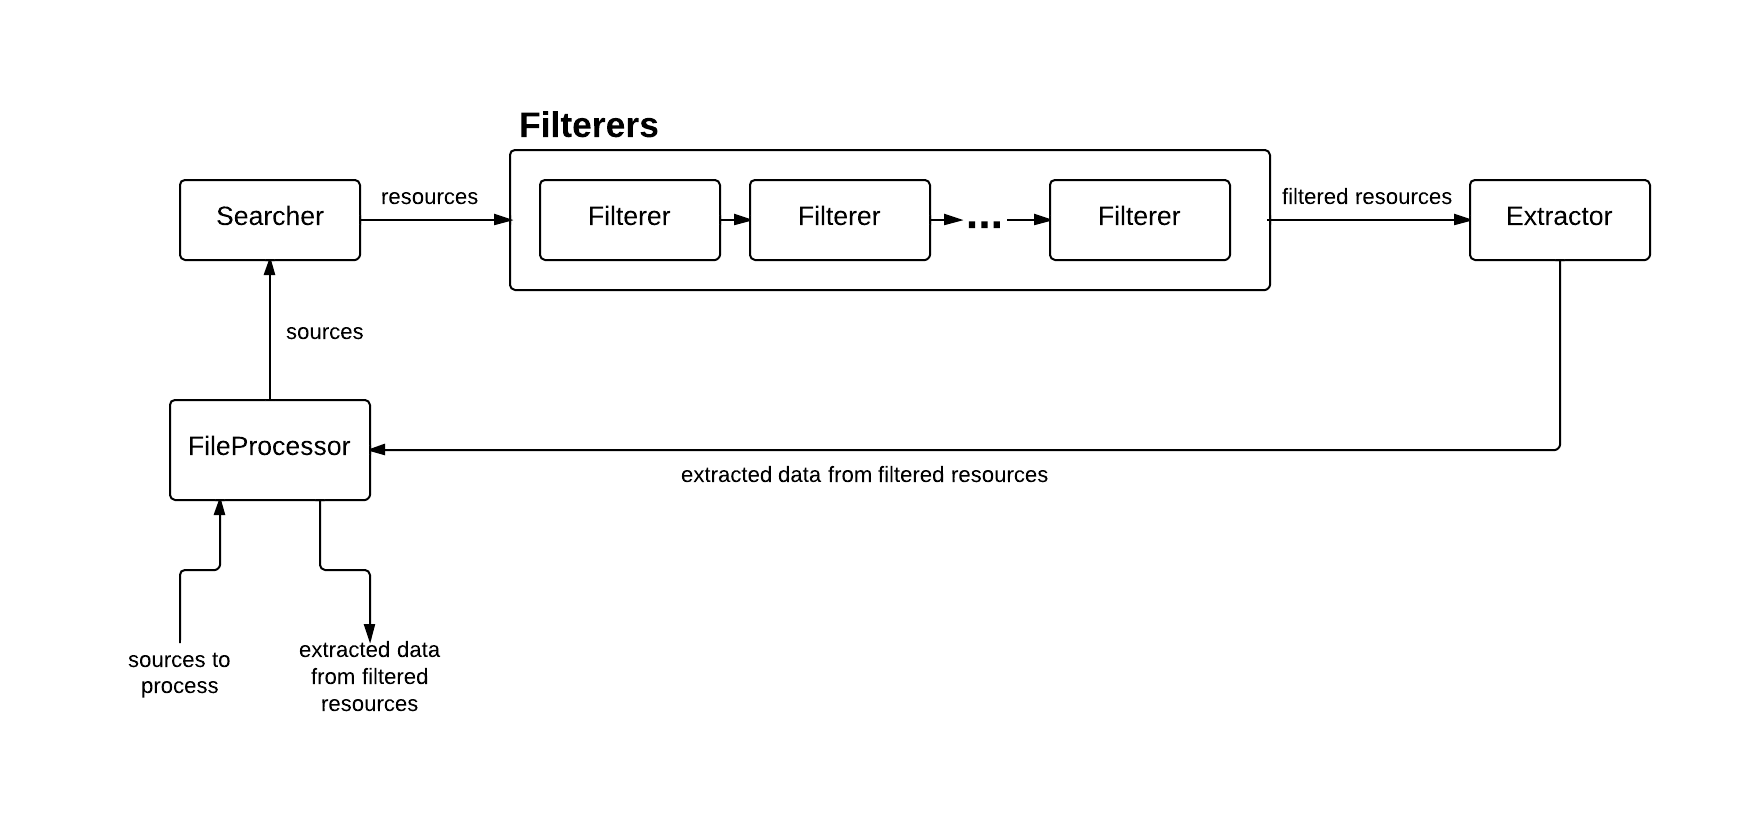 Filterers
Searcher
resources
Filterer
Filterer
...
Filterer
filtered resources
Extractor
sources
FileProcessor
extracted data from filtered resources
sources to
process
extracted data
from filtered
resources